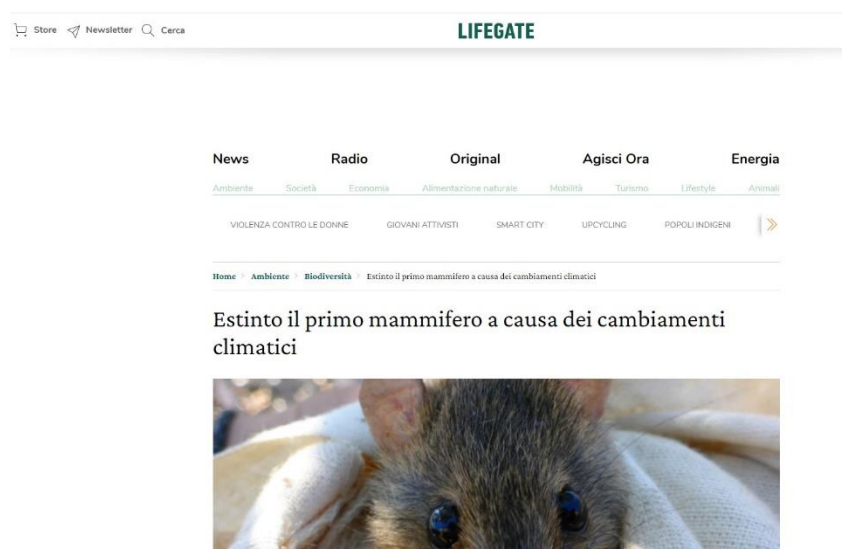 Store Newsletter Cerca
LIFEGATE
News Radio Original Agisci Ora Energia
Ambiente Società Economia Alimentazione naturale Mobilità Turismo Lifestyle Animali
VIOLENZA CONTRO LE DONNE GIOVANI ATTIVISTI SMART CITY UPCYCLING POPOLI INDIGENI
Home Ambiente Biodiversità Estinto il primo mammifero a causa dei cambiamenti climatici
Estinto il primo mammifero a causa dei cambiamenti
climatici